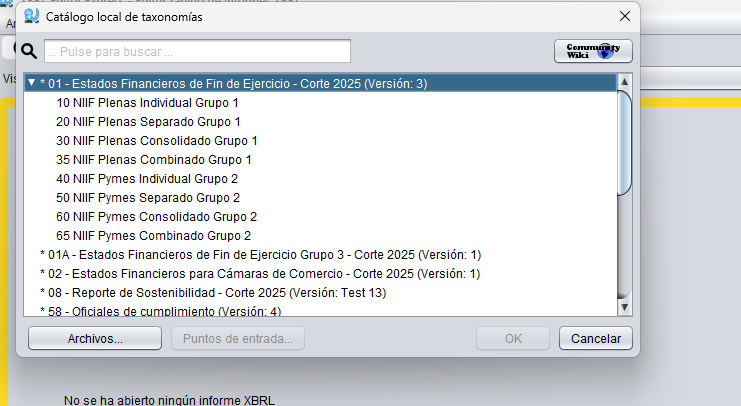 Catálogo local de taxonomías
... Pulse para buscar ...
Community
Wiki
Vis
* 01 - Estados Financieros de Fin de Ejercicio - Corte 2025 (Versión: 3)
10 NIIF Plenas Individual Grupo 1
20 NIIF Plenas Separado Grupo 1
30 NIIF Plenas Consolidado Grupo 1
35 NIIF Plenas Combinado Grupo 1
40 NIIF Pymes Individual Grupo 2
50 NIIF Pymes Separado Grupo 2
60 NIIF Pymes Consolidado Grupo 2
65 NIIF Pymes Combinado Grupo 2
* 01A - Estados Financieros de Fin de Ejercicio Grupo 3 - Corte 2025 (Versión: 1)
* 02 - Estados Financieros para Cámaras de Comercio - Corte 2025 (Versión: 1)
* 08 - Reporte de Sostenibilidad - Corte 2025 (Versión: Test 13)
* 58 - Oficiales de cumplimiento (Versión: 4)
Archivos...
Puntos de entrada...
OK
Cancelar
No se ha abierto ningún informe XBRL